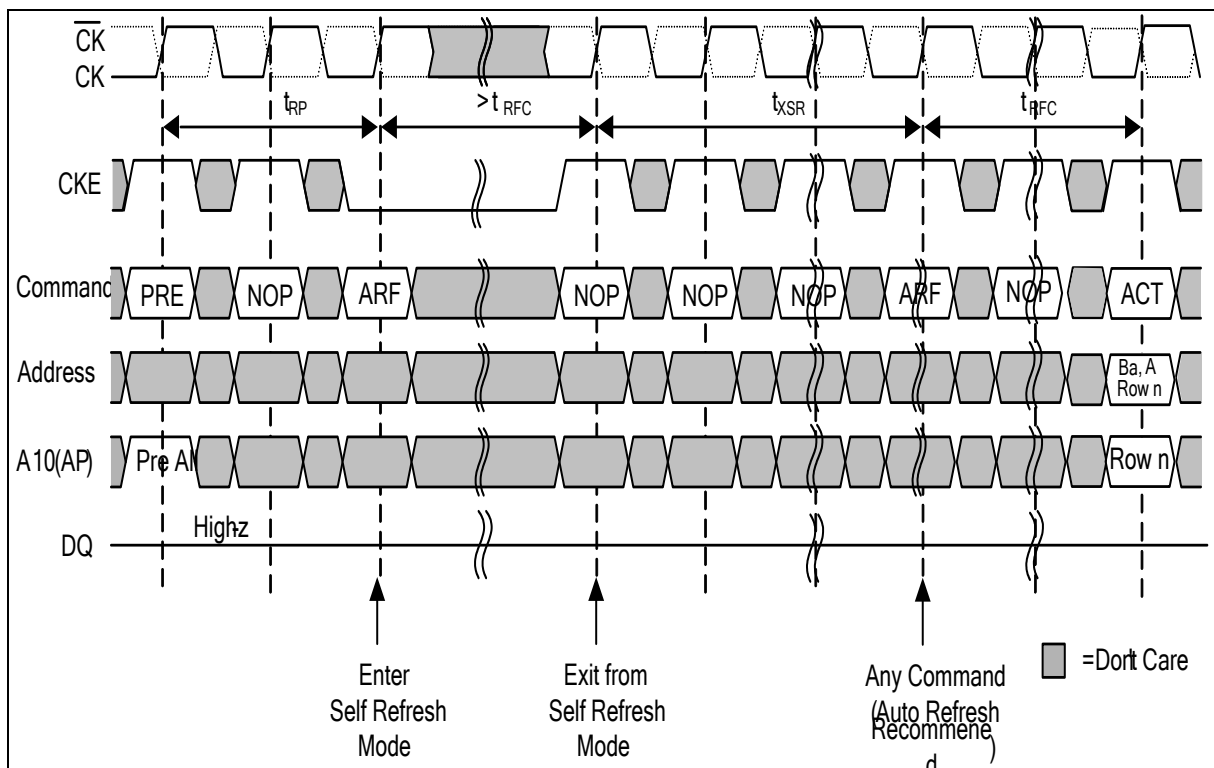 CK
CK
tRP
> t RFC
tXSR
tRFC
CKE
Command
PRE
NOP
ARF
NOP
NOP
NOP
ARF
NOP
ACT
Address
Ba, A
Row n
A10(AP)
Pre Al
Row n
High-z
DQ
=Don't Care
Enter
Self Refresh
Mode
Exit from
Self Refresh
Mode
Any Command
(Auto Refresh
Recommene
d )